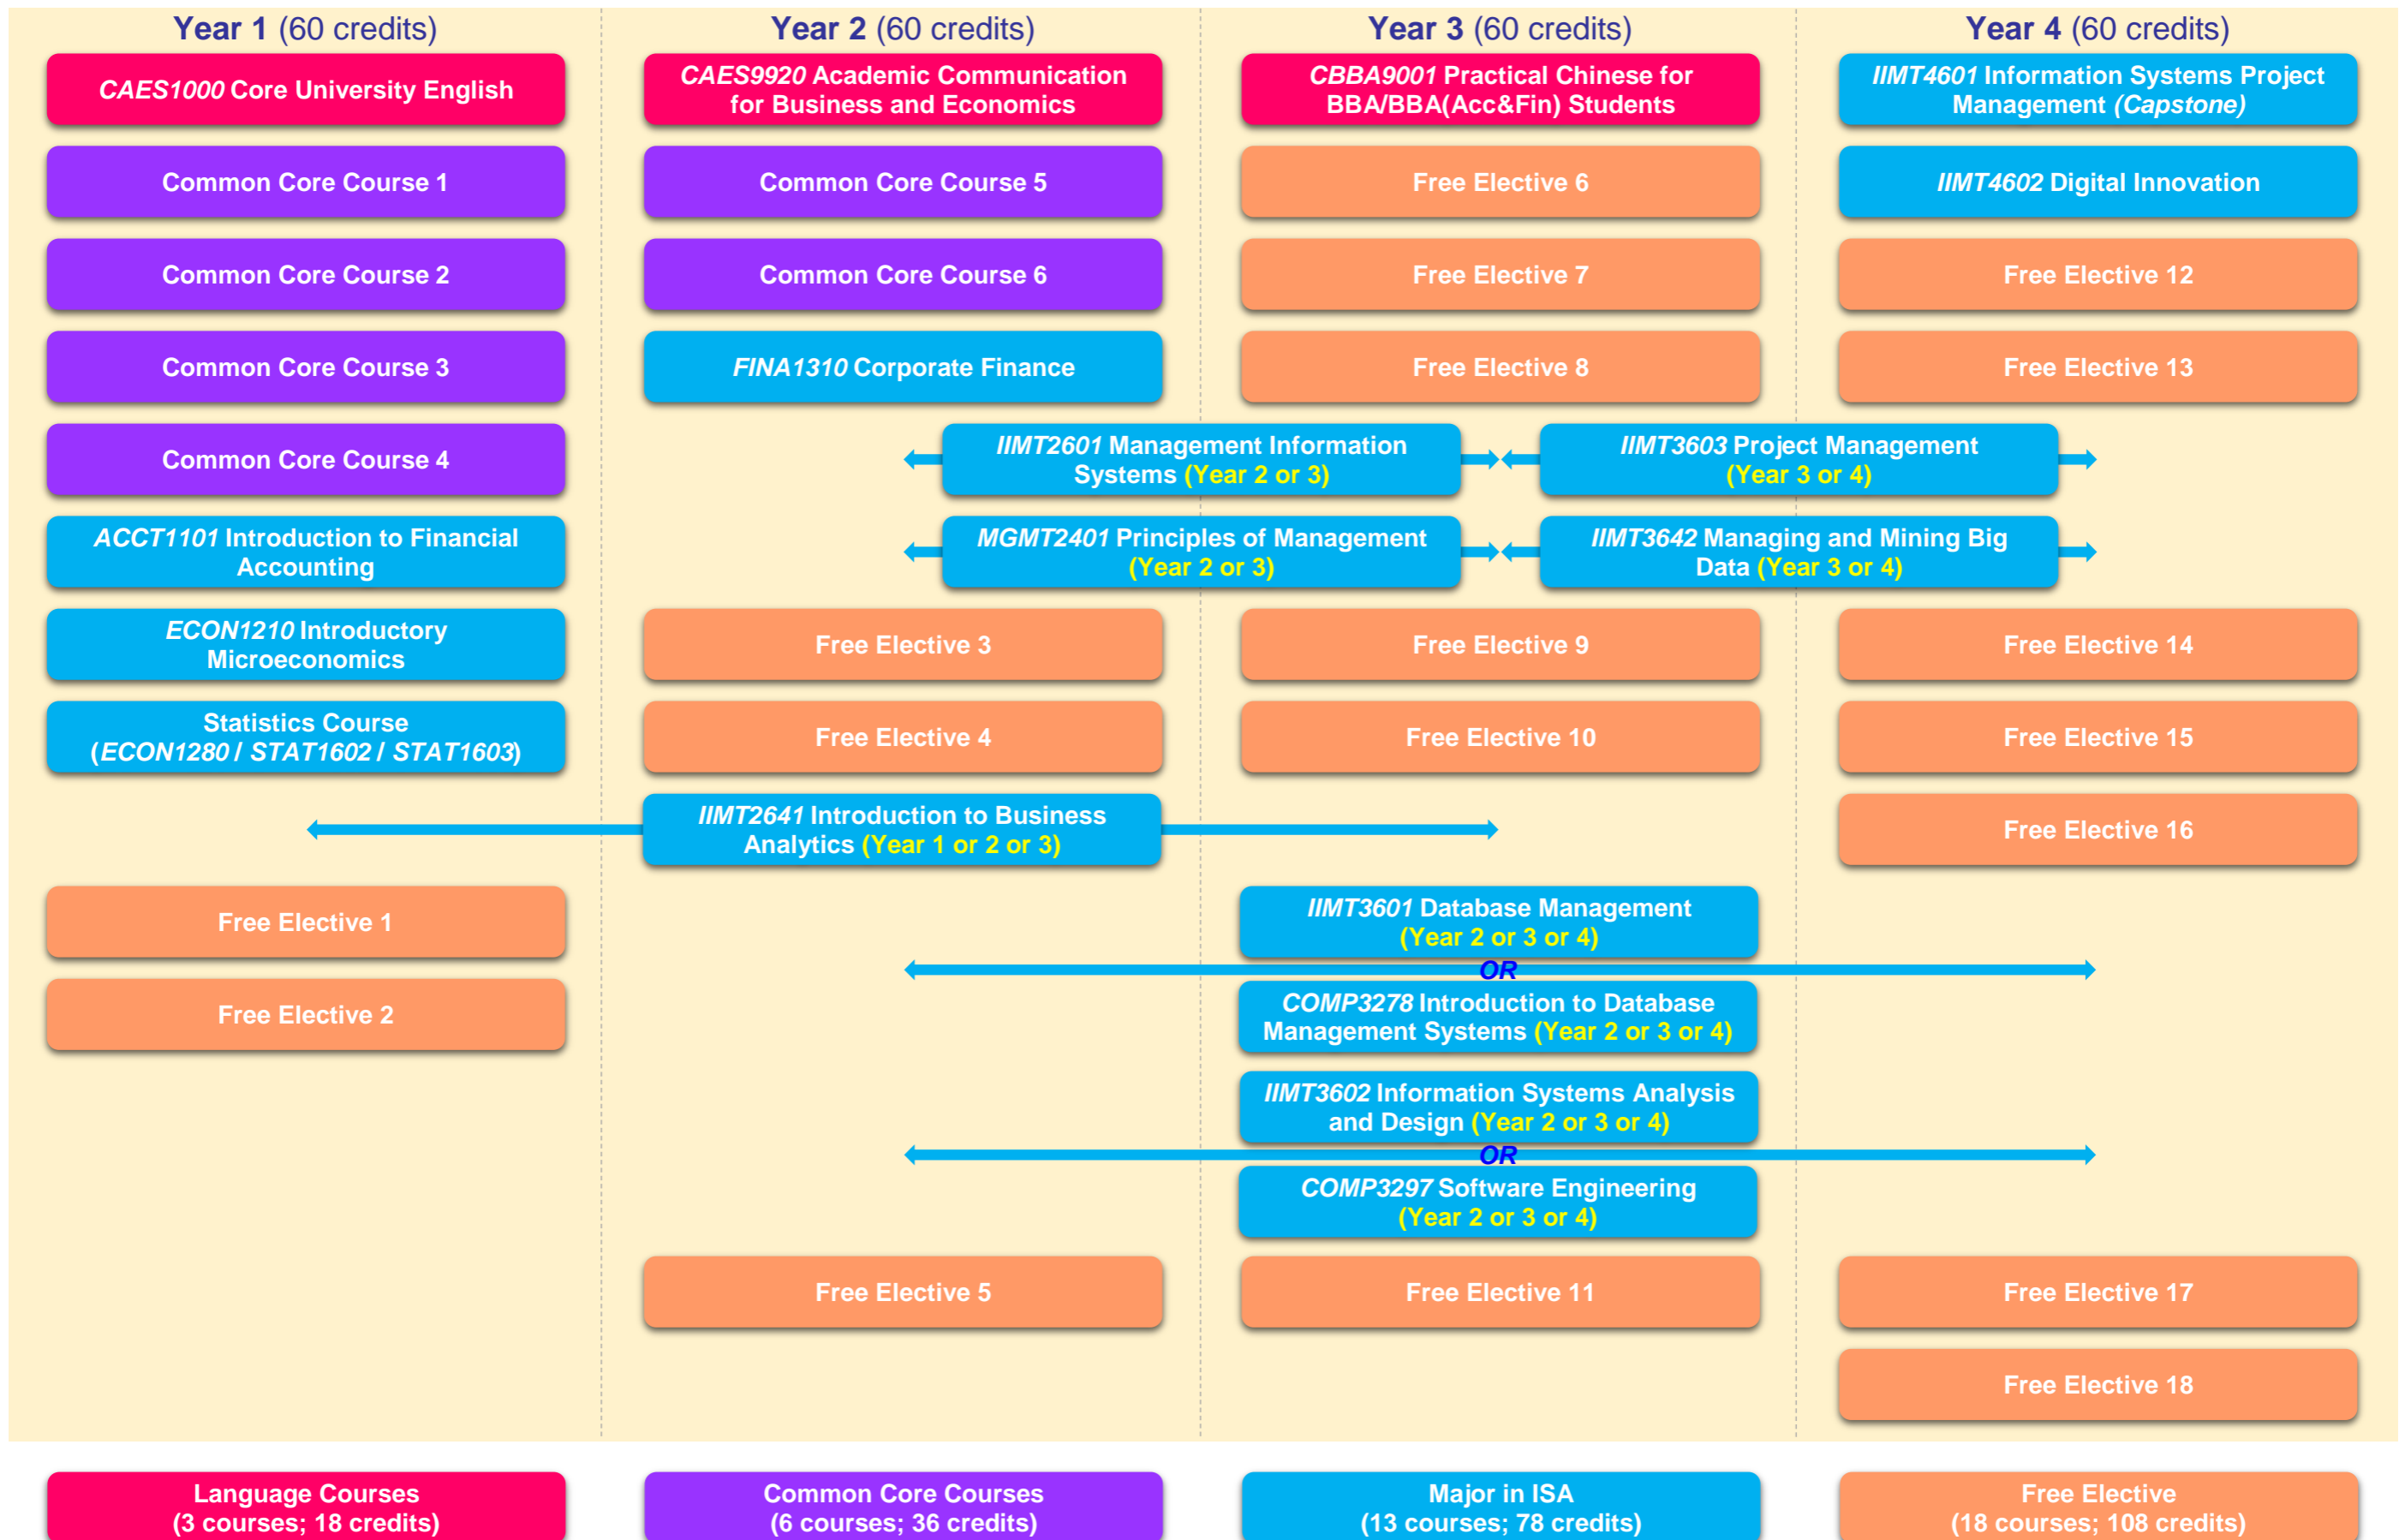 Year 1 (60 credits)
CAES1000 Core University English
Common Core Course 1
Common Core Course 2
Common Core Course 3
Common Core Course 4
ACCT1101 Introduction to Financial
Accounting
ECON1210 Introductory
Microeconomics
Statistics Course
(ECON1280 / STAT1602 / STAT1603)
Free Elective 1
Free Elective 2
Year 2 (60 credits)
CAES9920 Academic Communication
for Business and Economics
Common Core Course 5
Common Core Course 6
FINA1310 Corporate Finance
IIMT2601 Management Information
Systems (Year 2 or 3)
MGMT2401 Principles of Management
(Year 2 or 3)
Free Elective 3
Free Elective 4
IIMT2641 Introduction to Business
Analytics (Year 1 or 2 or 3)
Free Elective 5
Year 3 (60 credits)
CBBA9001 Practical Chinese for
BBA/BBA(Acc&Fin) Students
Free Elective 6
Free Elective 7
Free Elective 8
IIMT3603 Project Management
(Year 3 or 4)
IIMT3642 Managing and Mining Big
Data (Year 3 or 4)
Free Elective 9
Free Elective 10
IIMT3601 Database Management
(Year 2 or 3 or 4)
OR
COMP3278 Introduction to Database
Management Systems (Year 2 or 3 or 4)
IIMT3602 Information Systems Analysis
and Design (Year 2 or 3 or 4)
OR
COMP3297 Software Engineering
(Year 2 or 3 or 4)
Free Elective 11
Year 4 (60 credits)
IIMT4601 Information Systems Project
Management (Capstone)
IIMT4602 Digital Innovation
Free Elective 12
Free Elective 13
Free Elective 14
Free Elective 15
Free Elective 16
Free Elective 17
Free Elective 18
Language Courses
(3 courses; 18 credits)
Common Core Courses
(6 courses; 36 credits)
Major in ISA
(13 courses; 78 credits)
Free Elective
(18 courses; 108 credits)